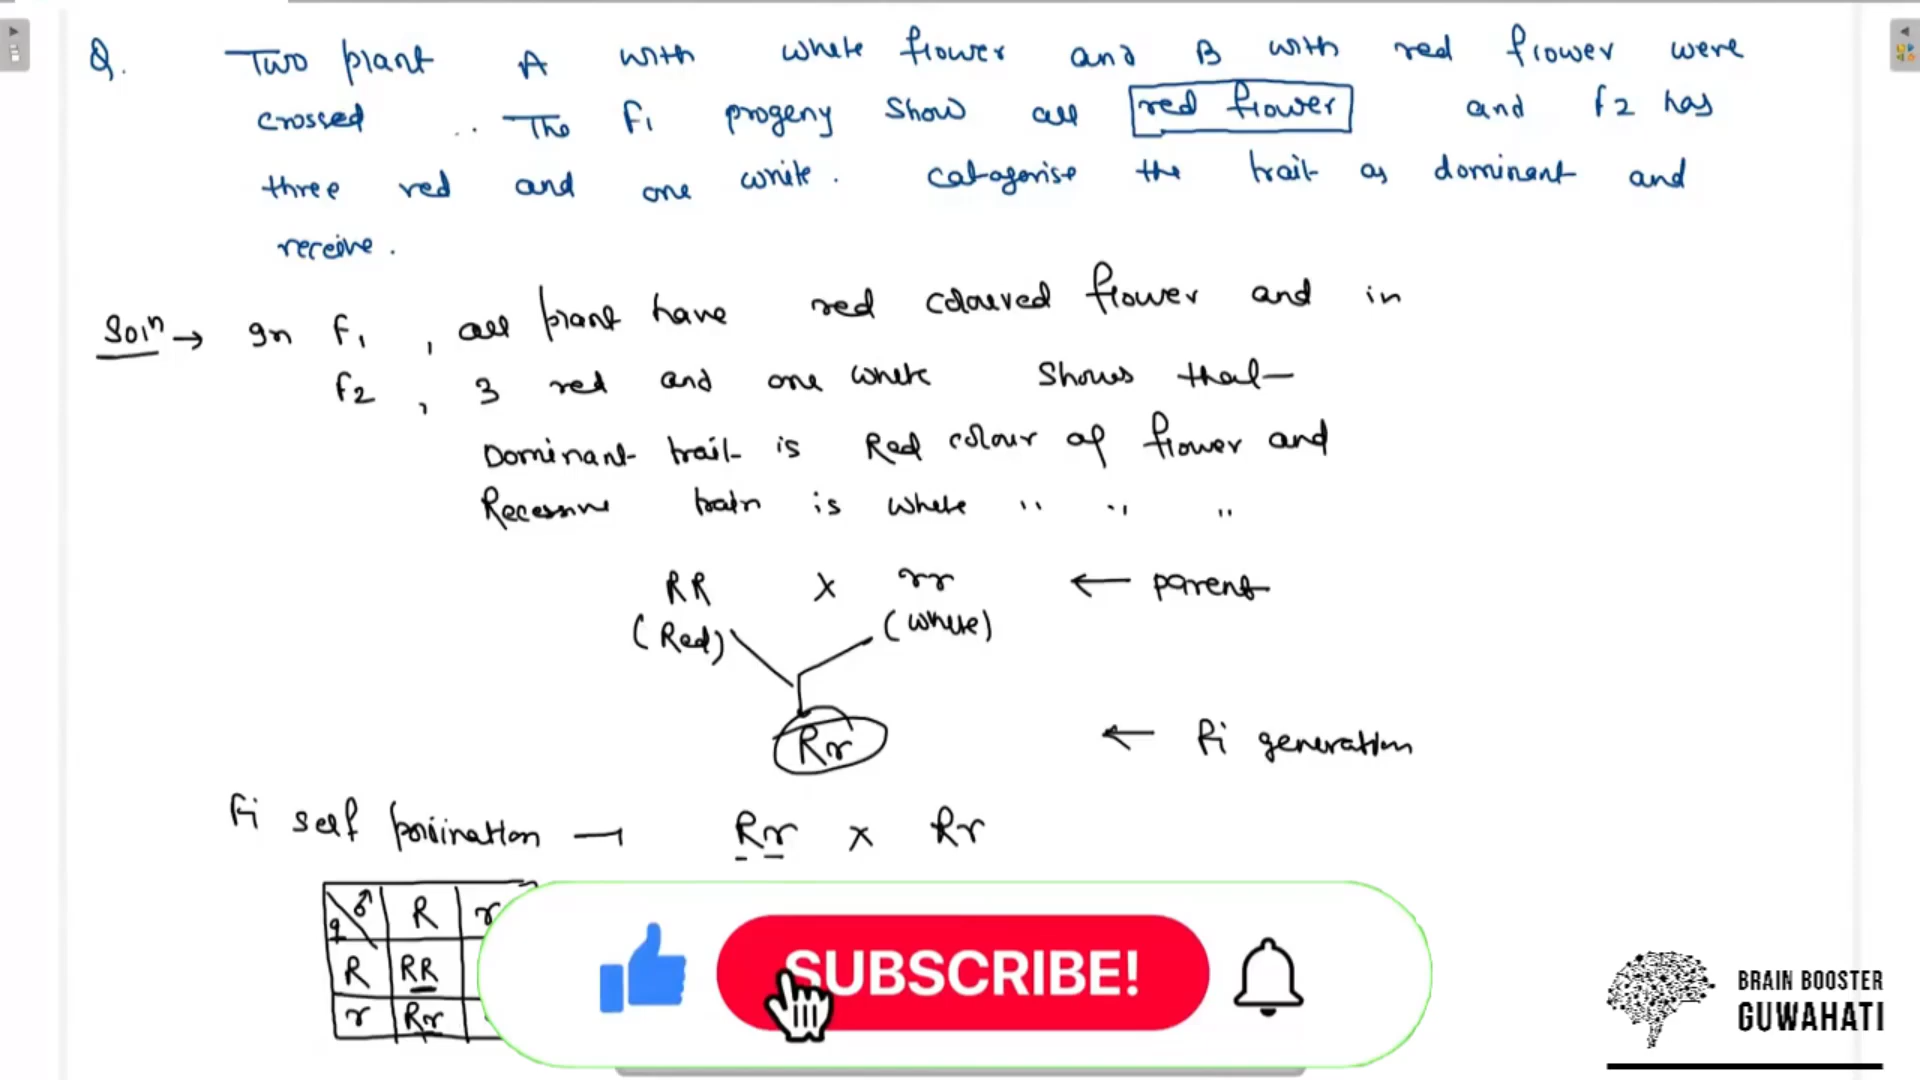 Q. Two plant A with white flower and B with red flower were
crossed .. The F1 progeny show all red flower and F2 has
three red and one white. catagorise the trait as dominant and
receive.
Soln → In F1, all plant have red coloured flower and in
F2, 3 red and one white shows that
Dominant trait is Red colour of flower and
Recessive train is white " " "
RR X rr ← parent
(Red) (white)
Rr ← F1 generation
F1 self pollination → Rr x Rr
♂ R r
♀
R RR
r Rr
SUBSCRIBE!
BRAIN BOOSTER
GUWAHATI